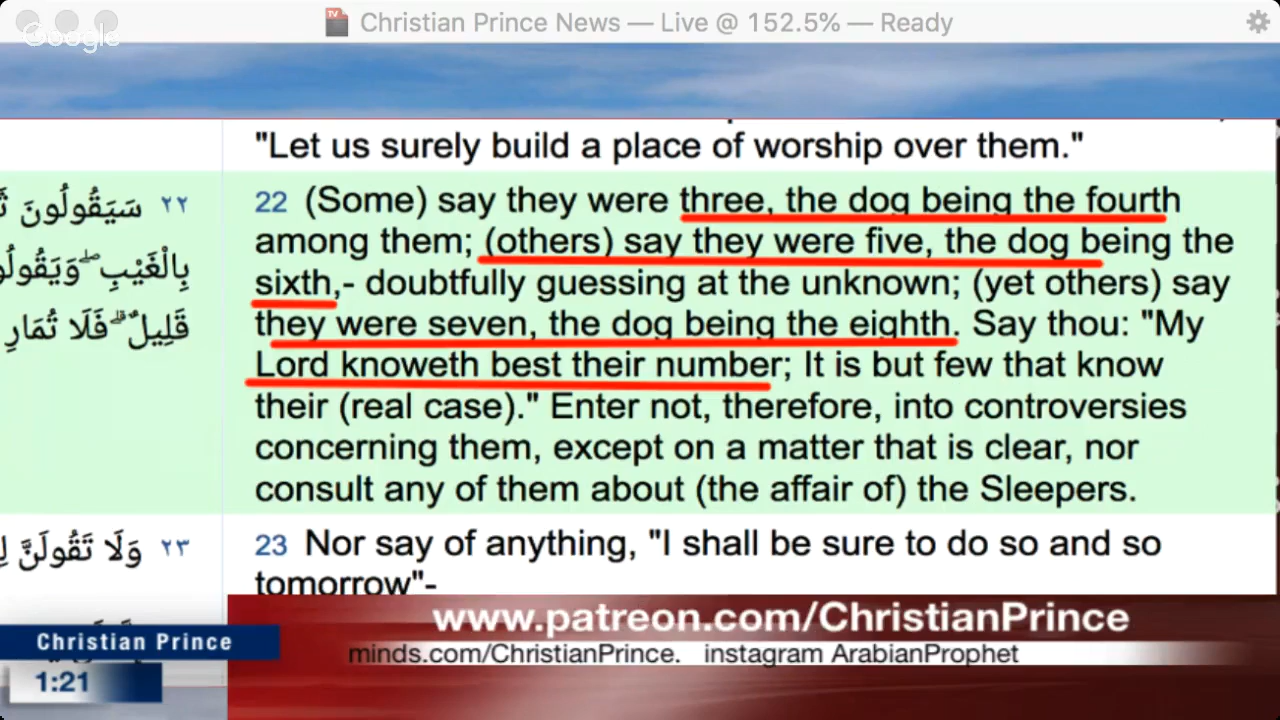 Christian Prince News — Live @ 152.5% — Ready
Google
"Let us surely build a place of worship over them."
22 (Some) say they were three, the dog being the fourth
among them; (others) say they were five, the dog being the
sixth,- doubtfully guessing at the unknown; (yet others) say
they were seven, the dog being the eighth. Say thou: "My
Lord knoweth best their number; It is but few that know
their (real case)." Enter not, therefore, into controversies
concerning them, except on a matter that is clear, nor
consult any of them about (the affair of) the Sleepers.
٢٢ سَيَقُولُونَ
بِالْغَيْبِ ۖ
قَلِيلٌ ۗ فَلَا تُمَارِ
23 Nor say of anything, "I shall be sure to do so and so
tomorrow"-
٢٣ وَلَا تَقُولَنَّ
www.patreon.com/ChristianPrince
Christian Prince
minds.com/ChristianPrince. instagram ArabianProphet
1:21